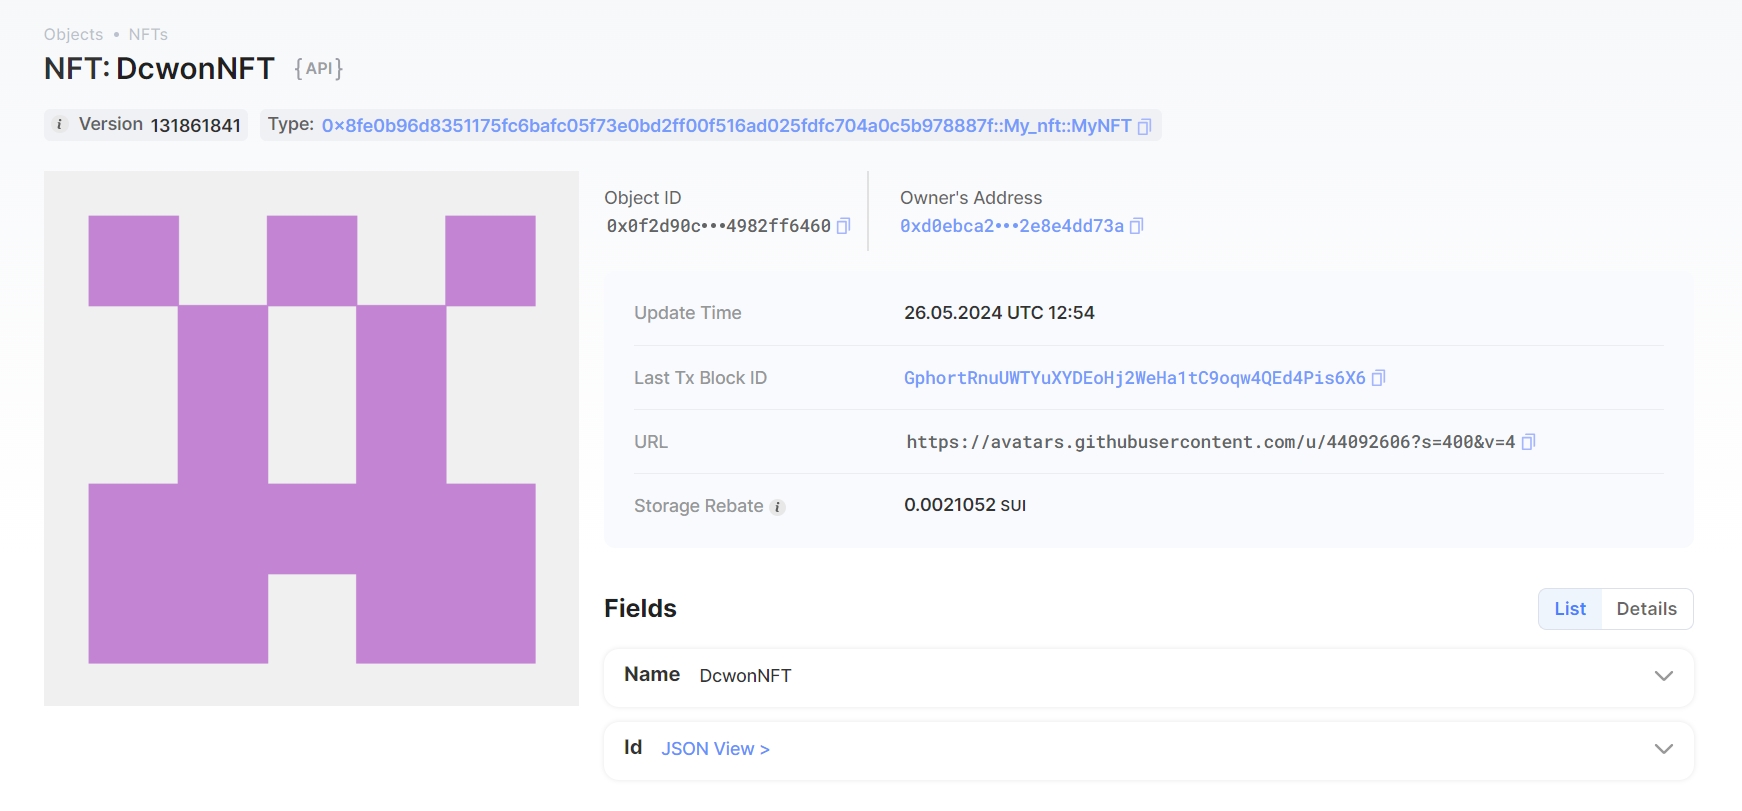 Objects • NFTs
NFT: DcwonNFT {API}
i Version 131861841 Type: 0x8fe0b96d8351175fc6bafc05f73e0bd2ff00f516ad025fdfc704a0c5b978887f::My_nft::MyNFT
Object ID Owner's Address
0x0f2d90c•••4982ff6460 0xd0ebca2•••2e8e4dd73a
Update Time 26.05.2024 UTC 12:54
Last Tx Block ID GphortRnuUWTYuXYDEoHj2WeHa1tC9oqw4QEd4Pis6X6
URL https://avatars.githubusercontent.com/u/44092606?s=400&v=4
Storage Rebate i 0.0021052 SUI
Fields List Details
Name DcwonNFT
Id JSON View >